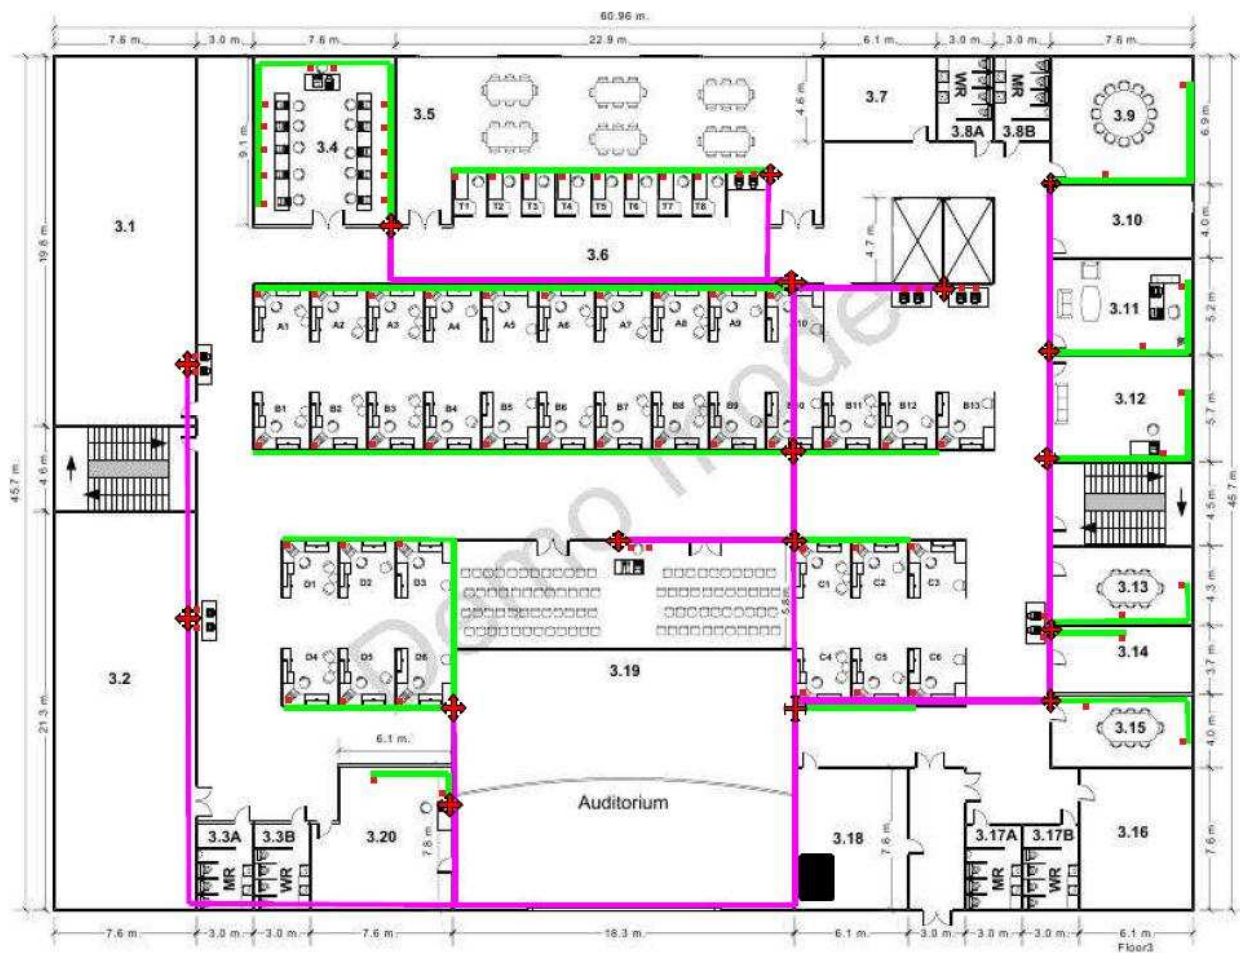 60.96 m.
7.6 m. 3.0 m. 7.6 m. 22.9 m. 6.1 m. 3.0 m. 3.0 m. 7.6 m.
3.7 WR MR
3.5 4.6 m. 6.9 m.
3.9
3.4 3.8A 3.8B
9.1 m.
T1 T2 T3 T4 T5 T6 T7 T8
3.1 3.10 4.0 m.
19.8 m. 3.6 4.7 m.
3.11 5.2 m.
A1 A2 A3 A4 A5 A6 A7 A8 A9 10
3.12 5.7 m.
B1 B2 B3 B4 B5 B6 B7 B8 B9 B10 B11 B12 B13
45.7 m. 4.6 m. 4.5 m. 45.7 m.
Demo mode
D1 D2 D3 C1 C2 C3 3.13 4.3 m.
5.8 m.
D4 D5 D6 C4 C5 C6 3.14 3.7 m.
3.2 3.19
21.3 m. 3.15 4.0 m.
6.1 m.
Auditorium
3.3A 3.3B 3.20 7.8 m. 3.18 7.6 m. 3.17A 3.17B 3.16 7.6 m.
MR WR MR WR
7.6 m. 3.0 m. 3.0 m. 7.6 m. 18.3 m. 6.1 m. 3.0 m. 3.0 m. 6.1 m.
Floor3